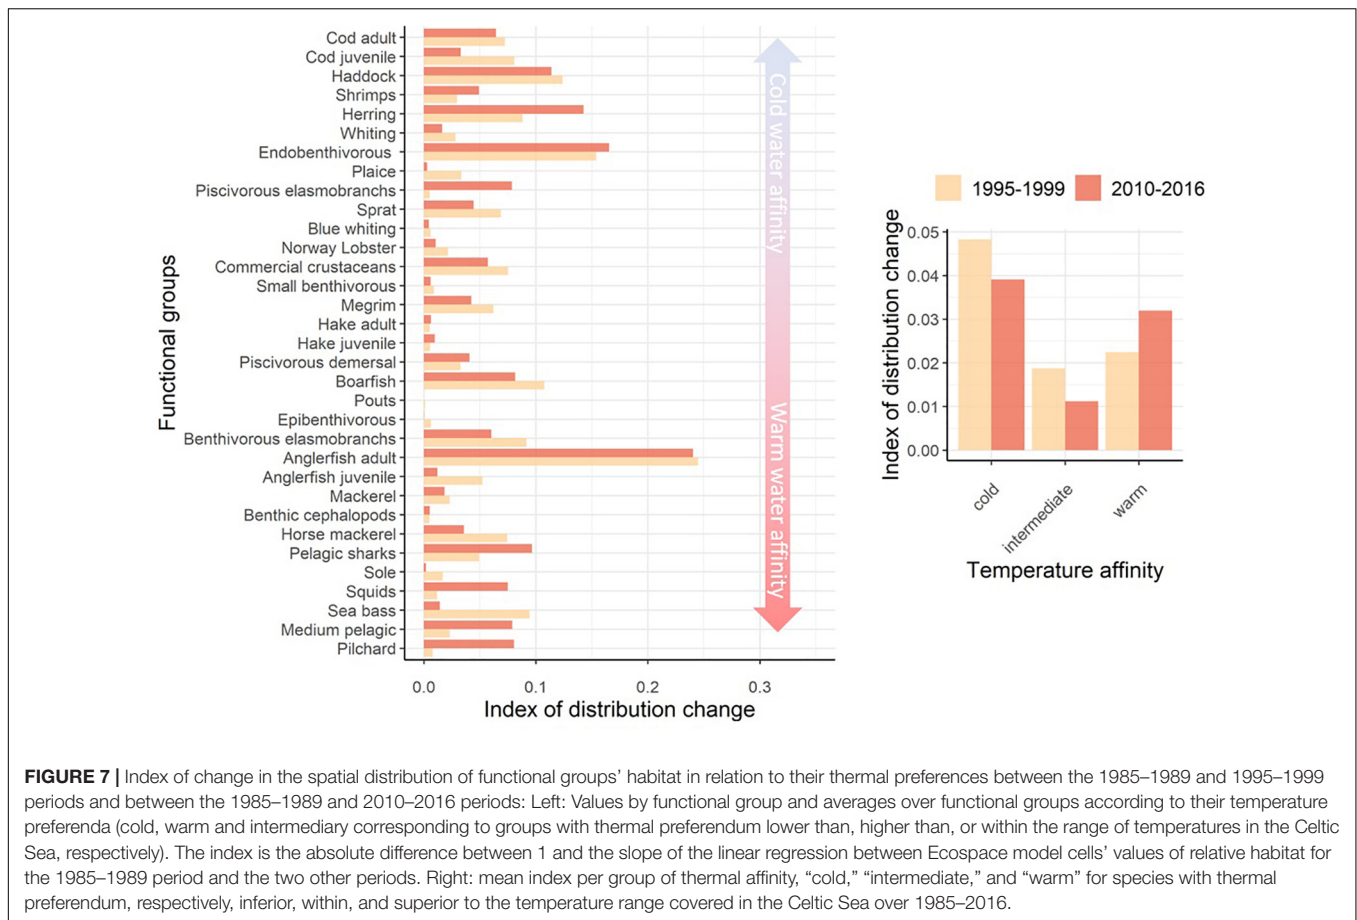 Functional groups
Cod adult
Cod juvenile
Haddock
Shrimps
Herring
Whiting
Endobenthivorous
Plaice
Piscivorous elasmobranchs
Sprat
Blue whiting
Norway Lobster
Commercial crustaceans
Small benthivorous
Megrim
Hake adult
Hake juvenile
Piscivorous demersal
Boarfish
Pouts
Epibenthivorous
Benthivorous elasmobranchs
Anglerfish adult
Anglerfish juvenile
Mackerel
Benthic cephalopods
Horse mackerel
Pelagic sharks
Sole
Squids
Sea bass
Medium pelagic
Pilchard
0.0 0.1 0.2 0.3
Index of distribution change
Cold water affinity
Warm water affinity
1995-1999 2010-2016
Index of distribution change
0.05
0.04
0.03
0.02
0.01
0.00
cold
intermediate
warm
Temperature affinity
FIGURE 7 | Index of change in the spatial distribution of functional groups’ habitat in relation to their thermal preferences between the 1985–1989 and 1995–1999
periods and between the 1985–1989 and 2010–2016 periods: Left: Values by functional group and averages over functional groups according to their temperature
preferenda (cold, warm and intermediary corresponding to groups with thermal preferendum lower than, higher than, or within the range of temperatures in the Celtic
Sea, respectively). The index is the absolute difference between 1 and the slope of the linear regression between Ecospace model cells’ values of relative habitat for
the 1985–1989 period and the two other periods. Right: mean index per group of thermal affinity, “cold,” “intermediate,” and “warm” for species with thermal
preferendum, respectively, inferior, within, and superior to the temperature range covered in the Celtic Sea over 1985–2016.